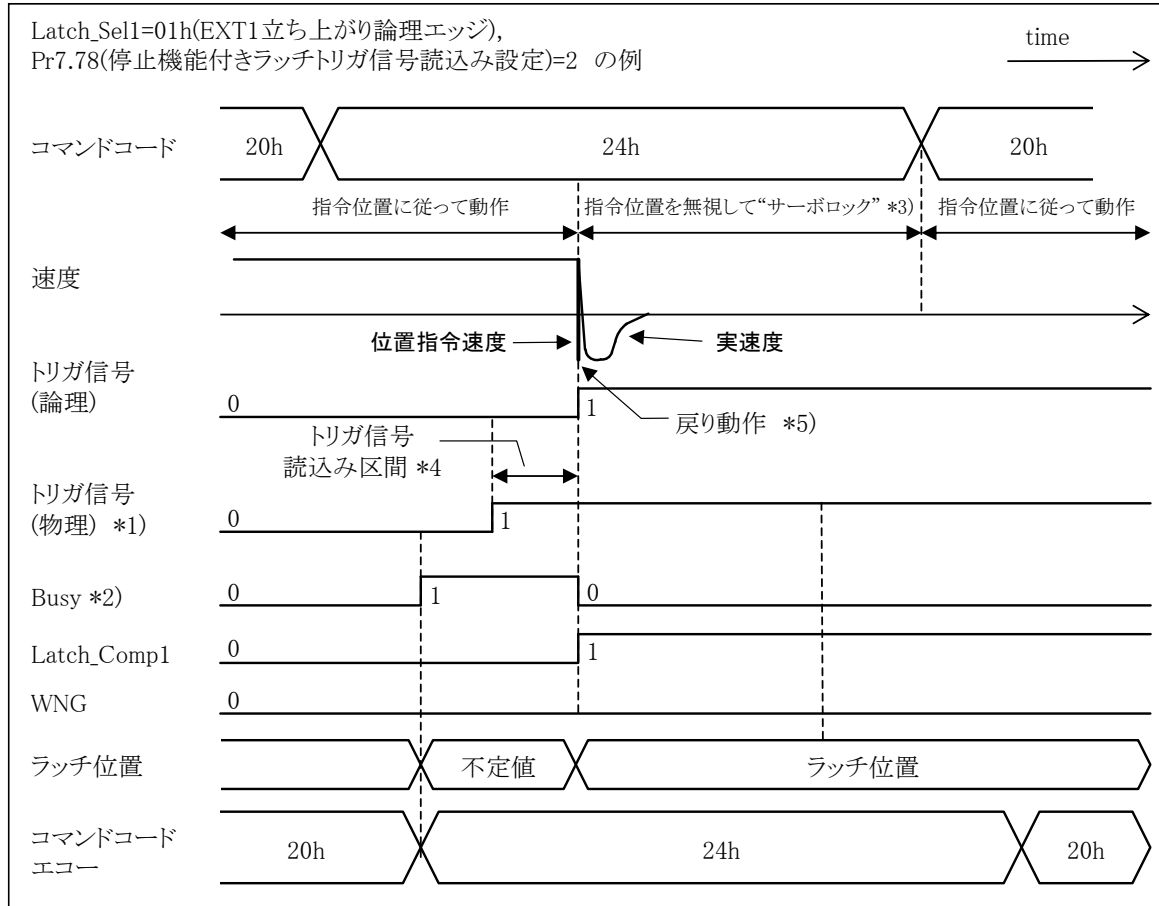 Latch_Sel1=01h(EXT1立ち上がり論理エッジ),
Pr7.78(停止機能付きラッチトリガ信号読込み設定)=2 の例
time
コマンドコード
20h
24h
20h
指令位置に従って動作
指令位置を無視して“サーボロック” *3)
指令位置に従って動作
速度
位置指令速度
実速度
トリガ信号
(論理)
0
1
戻り動作 *5)
トリガ信号
読込み区間 *4
トリガ信号
(物理) *1)
0
1
Busy *2)
0
1
0
Latch_Comp1
0
1
WNG
0
ラッチ位置
不定値
ラッチ位置
コマンドコード
エコー
20h
24h
20h